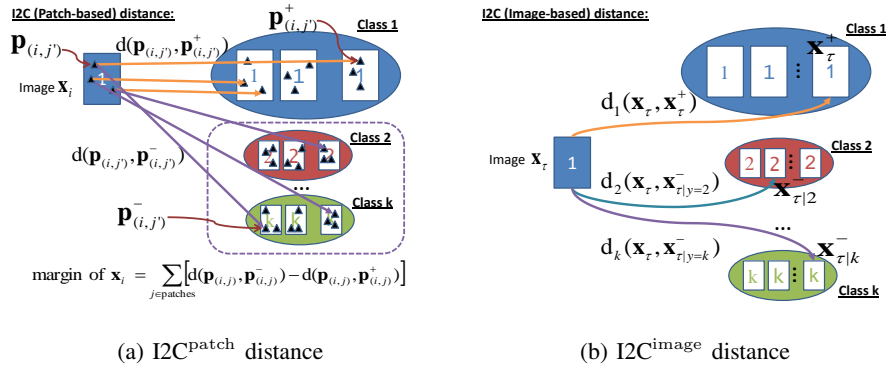 I2C (Patch-based) distance:
p(i,j')
d(p(i,j'), p+(i,j'))
p+(i,j')
Class 1
Image xi
1
1 1 1
d(p(i,j'), p−(i,j'))
Class 2
2 2 2
...
Class k
p−(i,j')
k k
margin of xi = ∑j∈patches[d(p(i,j), p−(i,j)) − d(p(i,j), p+(i,j))]
(a) I2Cpatch distance
I2C (Image-based) distance:
Class 1
xτ+
1 1 ⋮ 1
d1(xτ, xτ+)
Image xτ
1
Class 2
2 2 ⋮ 2
d2(xτ, x−τ|y=2)
x−τ|2
...
dk(xτ, x−τ|y=k)
x−τ|k
k k ⋮ k
Class k
(b) I2Cimage distance